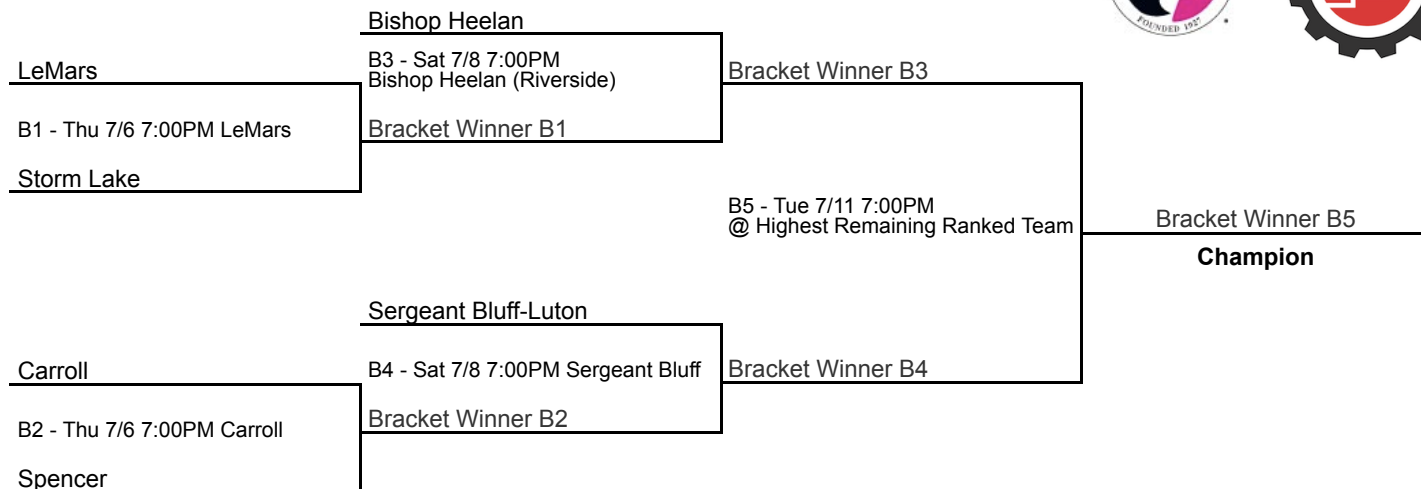 Bishop Heelan
FOUNDED 1927
LeMars
B3 - Sat 7/8 7:00PM
Bishop Heelan (Riverside)
Bracket Winner B3
B1 - Thu 7/6 7:00PM LeMars
Bracket Winner B1
Storm Lake
B5 - Tue 7/11 7:00PM
@ Highest Remaining Ranked Team
Bracket Winner B5
Champion
Sergeant Bluff-Luton
Carroll
B4 - Sat 7/8 7:00PM Sergeant Bluff
Bracket Winner B4
B2 - Thu 7/6 7:00PM Carroll
Bracket Winner B2
Spencer